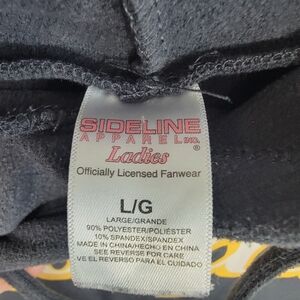 SIDELINE
APPAREL INC.®
Ladies
Officially Licensed Fanwear
L/G
LARGE/GRANDE
90% POLYESTER/POLIÉSTER
10% SPANDEX/SPANDEX
MADE IN CHINA/HECHO EN CHINA
SEE REVERSE FOR CARE
VE EL REVERSO PARA EL CUIDADO